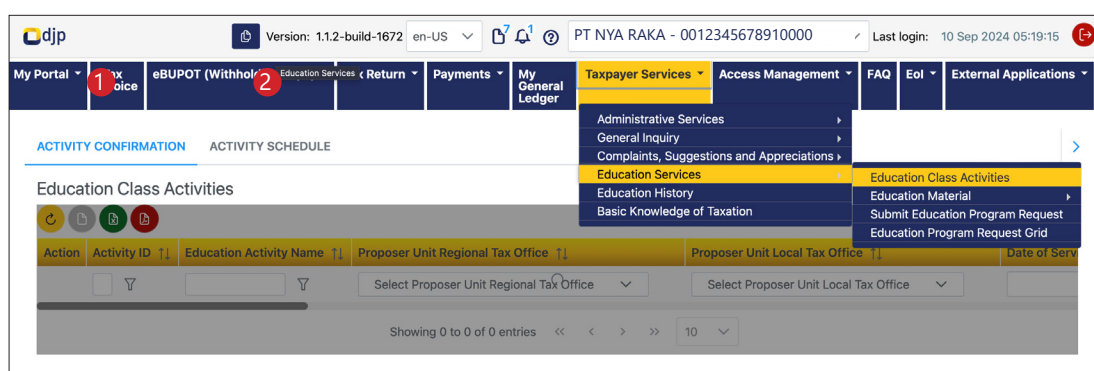 djp
Version: 1.1.2-build-1672 en-US 7 1 PT NYA RAKA - 0012345678910000 Last login: 10 Sep 2024 05:19:15
My Portal eBUPOT Education Services Return Payments My General Ledger Taxpayer Services Access Management FAQ EoI External Applications
1 2
Administrative Services
General Inquiry
Complaints, Suggestions and Appreciations
Education Services
Education History
Basic Knowledge of Taxation
Education Class Activities
Education Material
Submit Education Program Request
Education Program Request Grid
ACTIVITY CONFIRMATION ACTIVITY SCHEDULE
Education Class Activities
Action Activity ID Education Activity Name Proposer Unit Regional Tax Office Proposer Unit Local Tax Office Date of Serv
Select Proposer Unit Regional Tax Office Select Proposer Unit Local Tax Office
Showing 0 to 0 of 0 entries << < > >> 10